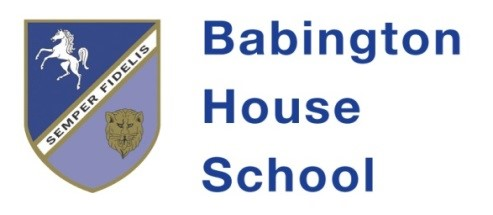 SEMPER FIDELIS
Babington
House
School